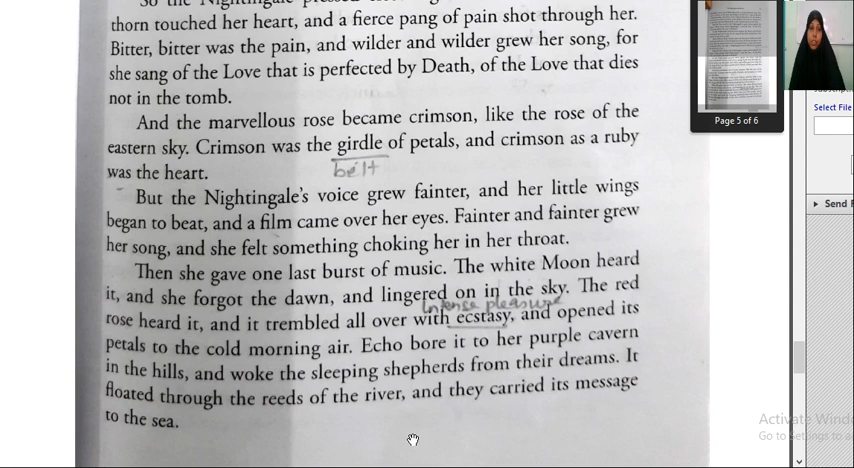 So the Nightingale pressed
thorn touched her heart, and a fierce pang of pain shot through her.
Bitter, bitter was the pain, and wilder and wilder grew her song, for
she sang of the Love that is perfected by Death, of the Love that dies
not in the tomb.
And the marvellous rose became crimson, like the rose of the
eastern sky. Crimson was the girdle of petals, and crimson as a ruby
was the heart.
belt
But the Nightingale's voice grew fainter, and her little wings
began to beat, and a film came over her eyes. Fainter and fainter grew
her song, and she felt something choking her in her throat.
Then she gave one last burst of music. The white Moon heard
it, and she forgot the dawn, and lingered on in the sky. The red
Intense pleasure
rose heard it, and it trembled all over with ecstasy, and opened its
petals to the cold morning air. Echo bore it to her purple cavern
in the hills, and woke the sleeping shepherds from their dreams. It
floated through the reeds of the river, and they carried its message
to the sea.
Page 5 of 6
Select File
Send F
Activate Windo
Go to Settings to a